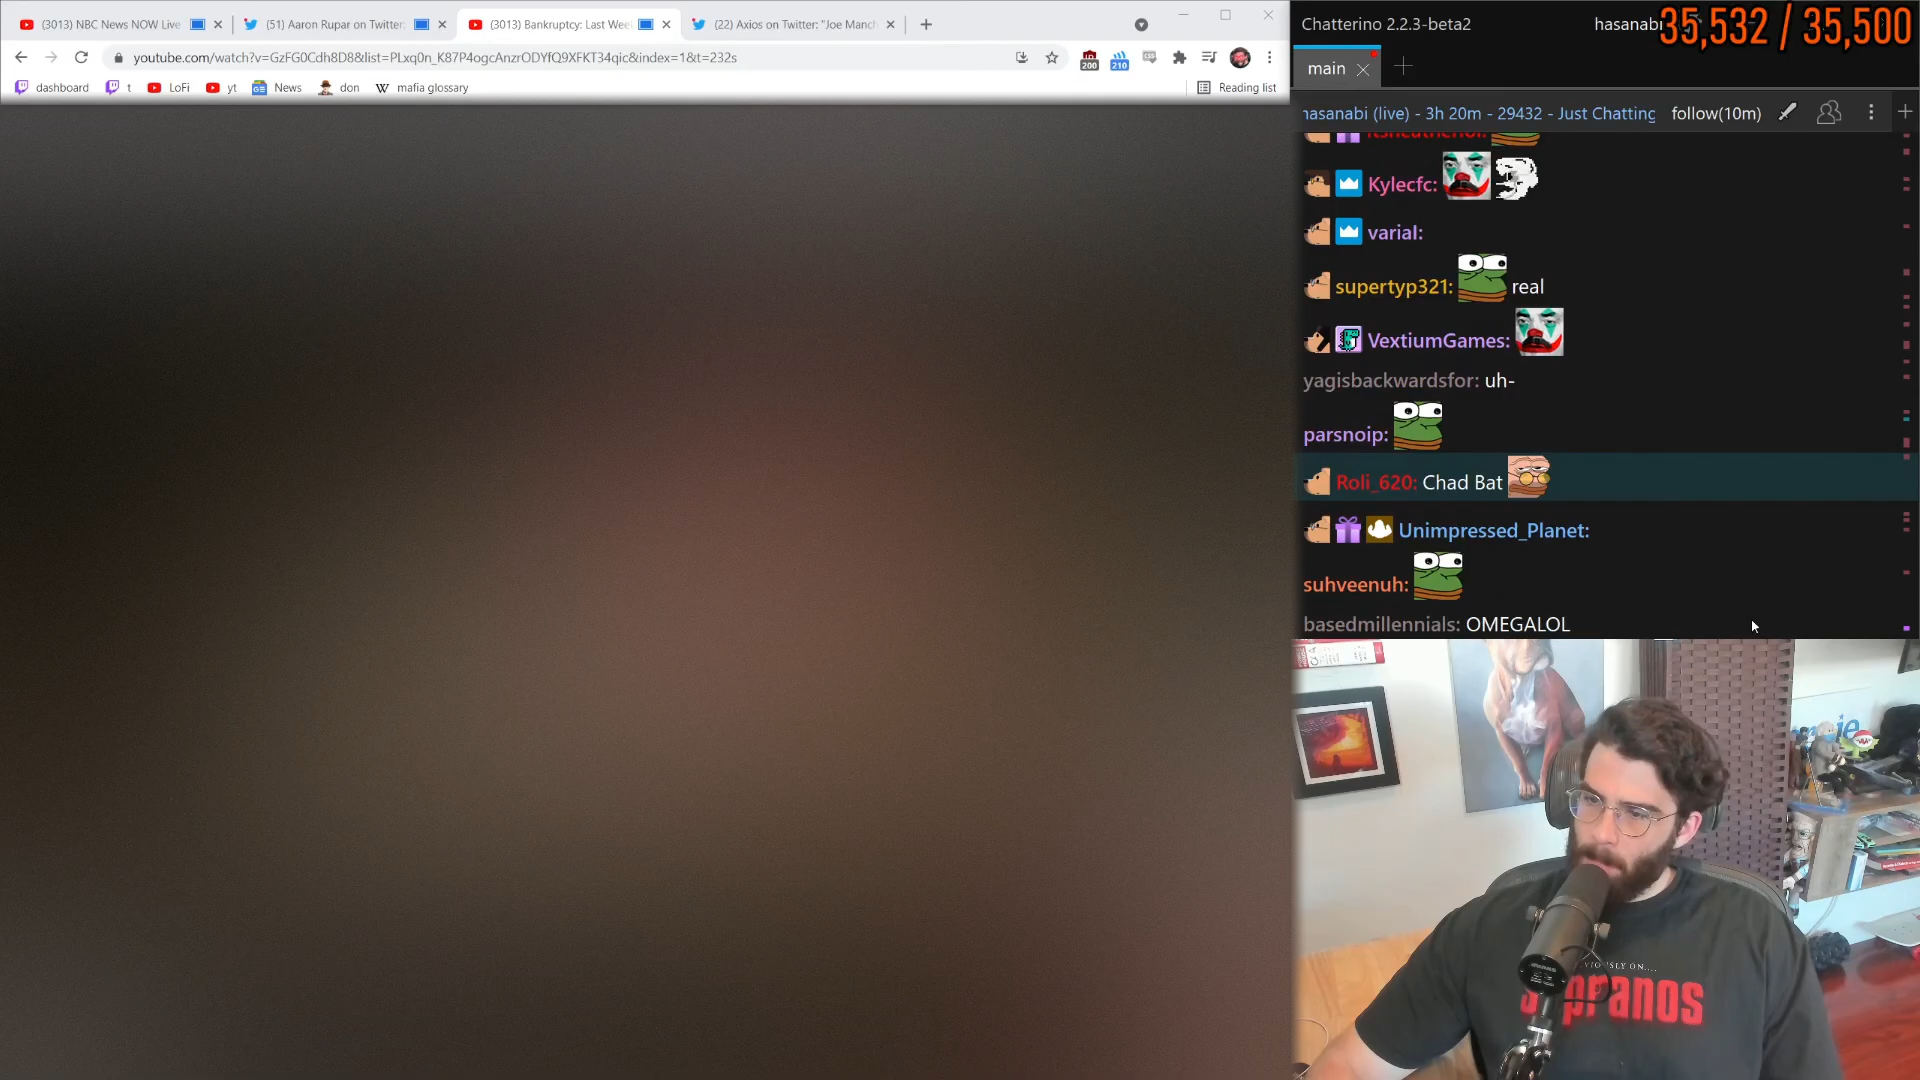 (3013) NBC News NOW Live
(51) Aaron Rupar on Twitter:
(3013) Bankruptcy: Last Wee
(22) Axios on Twitter: "Joe Manch
youtube.com/watch?v=GzFG0Cdh8D8&list=PLxq0n_K87P4ogcAnzrODYfQ9XFKT34qic&index=1&t=232s
200
210
dashboard
t
LoFi
yt
News
don
mafia glossary
Reading list
Chatterino 2.2.3-beta2
hasanabi
35,532 / 35,500
main
hasanabi (live) - 3h 20m - 29432 - Just Chatting
follow(10m)
Kylecfc:
varial:
supertyp321: real
VextiumGames:
yagisbackwardsfor: uh-
parsnoip:
Roli_620: Chad Bat
Unimpressed_Planet:
suhveenuh:
basedmillennials: OMEGALOL